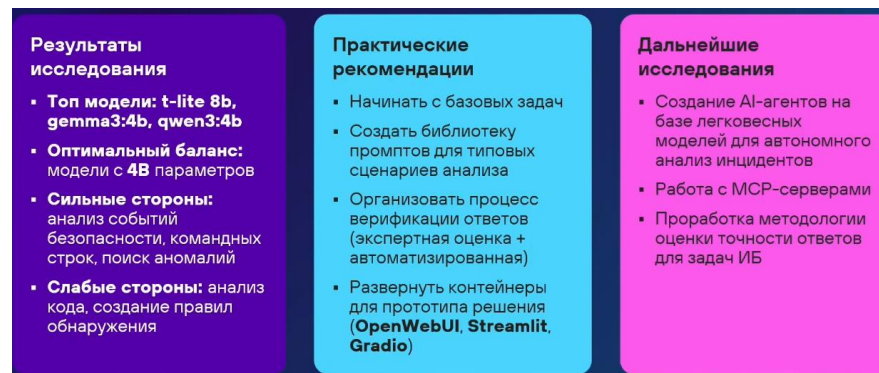 Результаты
исследования
▪ Топ модели: t-lite 8b,
gemma3:4b, qwen3:4b
▪ Оптимальный баланс:
модели с 4B параметров
▪ Сильные стороны:
анализ событий
безопасности, командных
строк, поиск аномалий
▪ Слабые стороны: анализ
кода, создание правил
обнаружения
Практические
рекомендации
▪ Начинать с базовых задач
▪ Создать библиотеку
промптов для типовых
сценариев анализа
▪ Организовать процесс
верификации ответов
(экспертная оценка +
автоматизированная)
▪ Развернуть контейнеры
для прототипа решения
(OpenWebUI, Streamlit,
Gradio)
Дальнейшие
исследования
▪ Создание AI-агентов на
базе легковесных
моделей для автономного
анализ инцидентов
▪ Работа с MCP-серверами
▪ Проработка методологии
оценки точности ответов
для задач ИБ